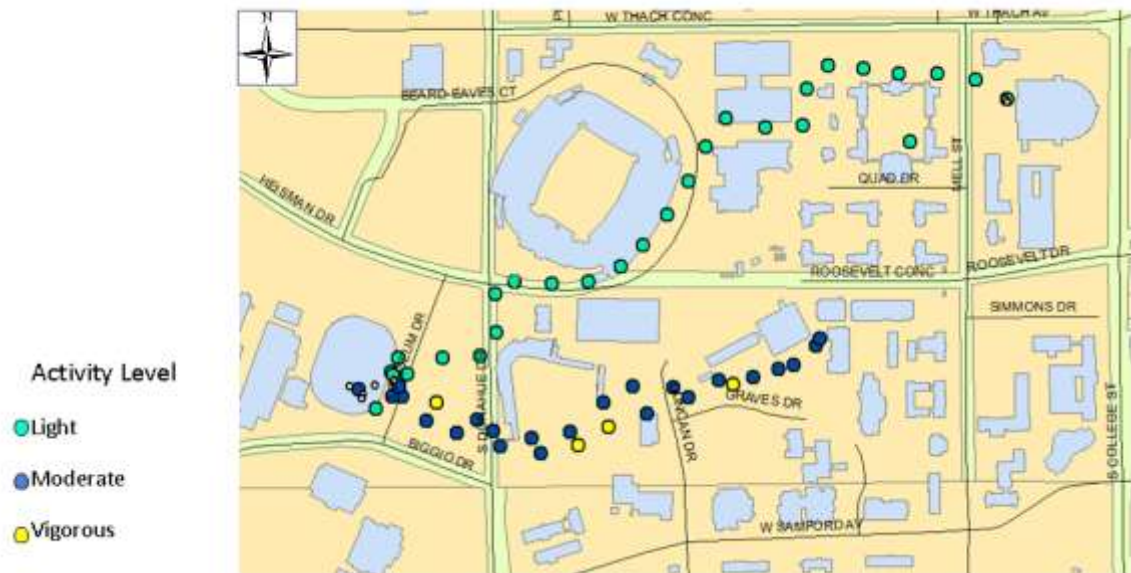 N
W THACH CONC
W THACH AV
BEARD-EAVES CT
HEISMAN DR
MELL ST
QUAD DR
ROOSEVELT CONC
ROOSEVELT DR
SIMMONS DR
S DONAHUE D
GRAVES DR
BIGGIO DR
S COLLEGE ST
W SAMFORD AV
Activity Level
Light
Moderate
Vigorous